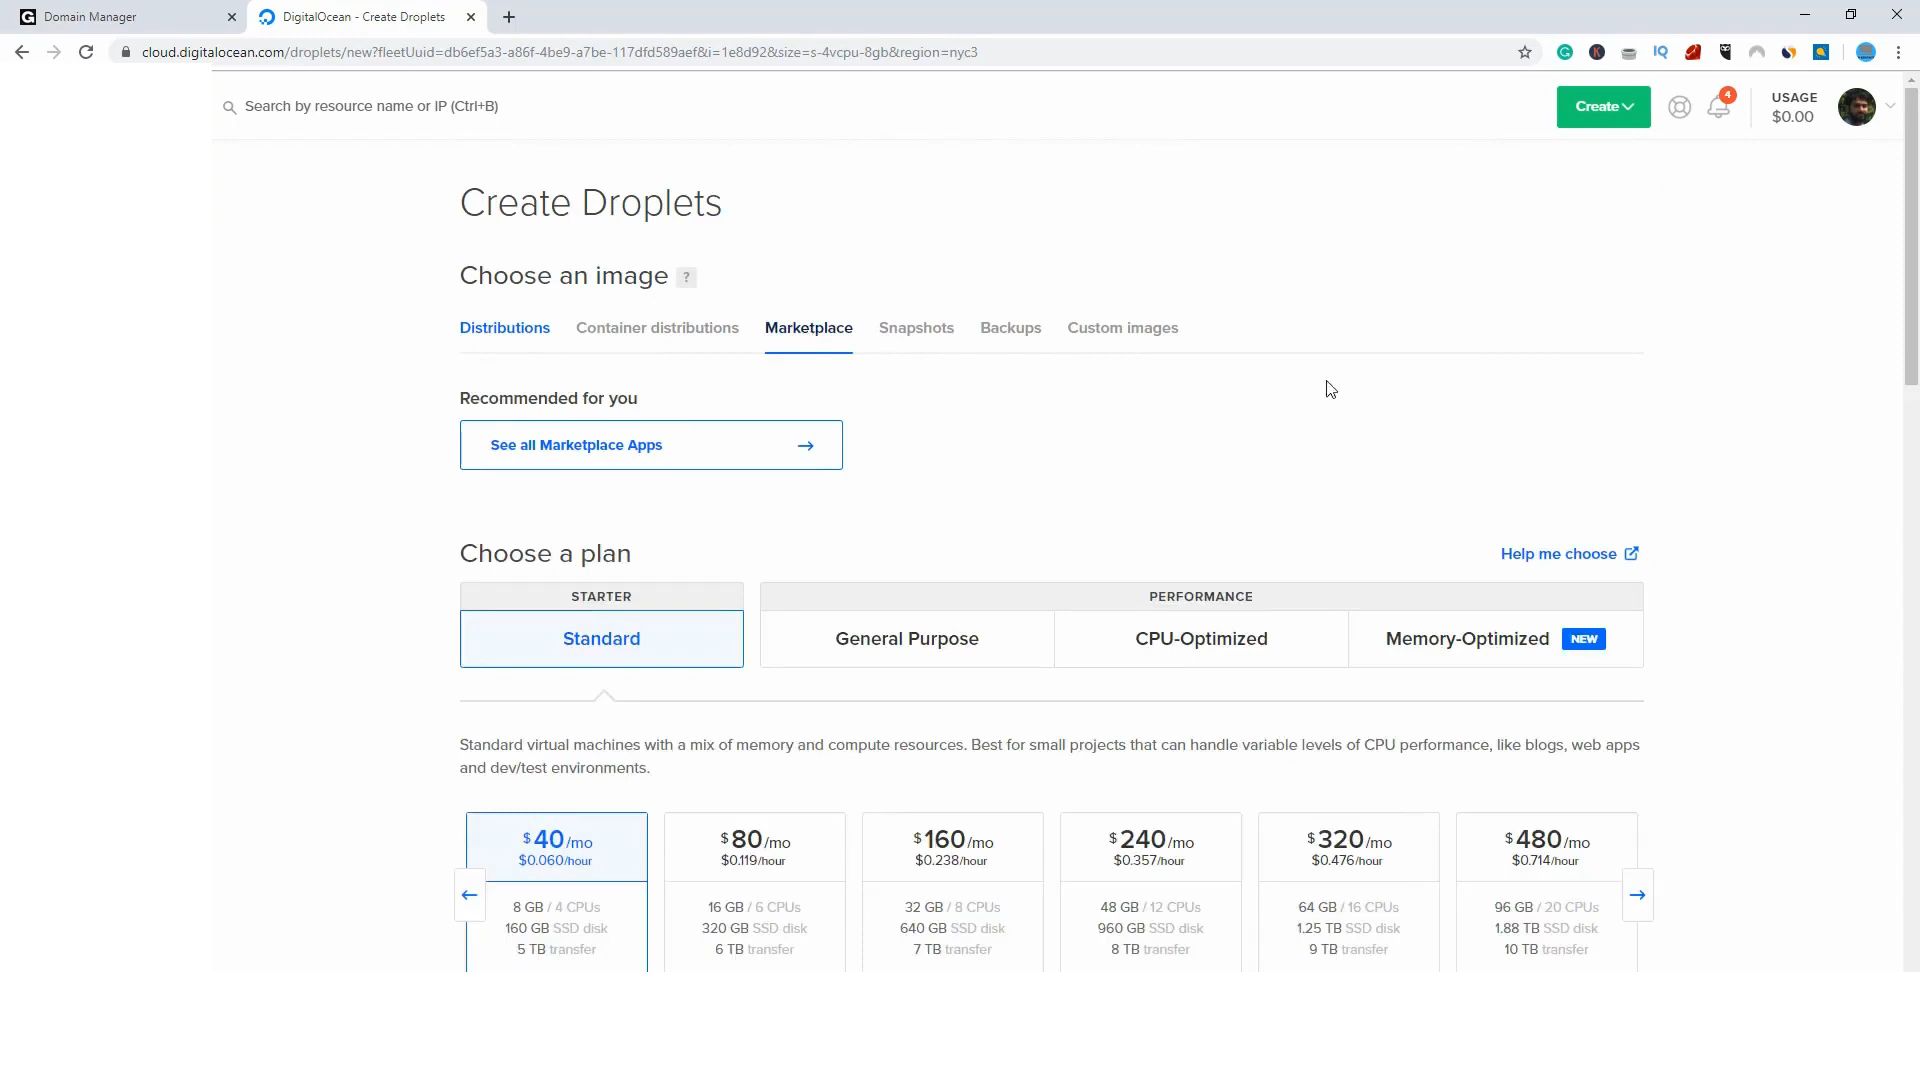 Domain Manager
DigitalOcean - Create Droplets
cloud.digitalocean.com/droplets/new?fleetUuid=db6ef5a3-a86f-4be9-a7be-117dfd589aef&i=1e8d92&size=s-4vcpu-8gb&region=nyc3
IQ
Search by resource name or IP (Ctrl+B)
Create
4
USAGE
$0.00
Create Droplets
Choose an image ?
Distributions Container distributions Marketplace Snapshots Backups Custom images
Recommended for you
See all Marketplace Apps →
Choose a plan
Help me choose
STARTER
PERFORMANCE
Standard
General Purpose
CPU-Optimized
Memory-Optimized NEW
Standard virtual machines with a mix of memory and compute resources. Best for small projects that can handle variable levels of CPU performance, like blogs, web apps
and dev/test environments.
$40/mo
$0.060/hour
8 GB / 4 CPUs
160 GB SSD disk
5 TB transfer
$80/mo
$0.119/hour
16 GB / 6 CPUs
320 GB SSD disk
6 TB transfer
$160/mo
$0.238/hour
32 GB / 8 CPUs
640 GB SSD disk
7 TB transfer
$240/mo
$0.357/hour
48 GB / 12 CPUs
960 GB SSD disk
8 TB transfer
$320/mo
$0.476/hour
64 GB / 16 CPUs
1.25 TB SSD disk
9 TB transfer
$480/mo
$0.714/hour
96 GB / 20 CPUs
1.88 TB SSD disk
10 TB transfer